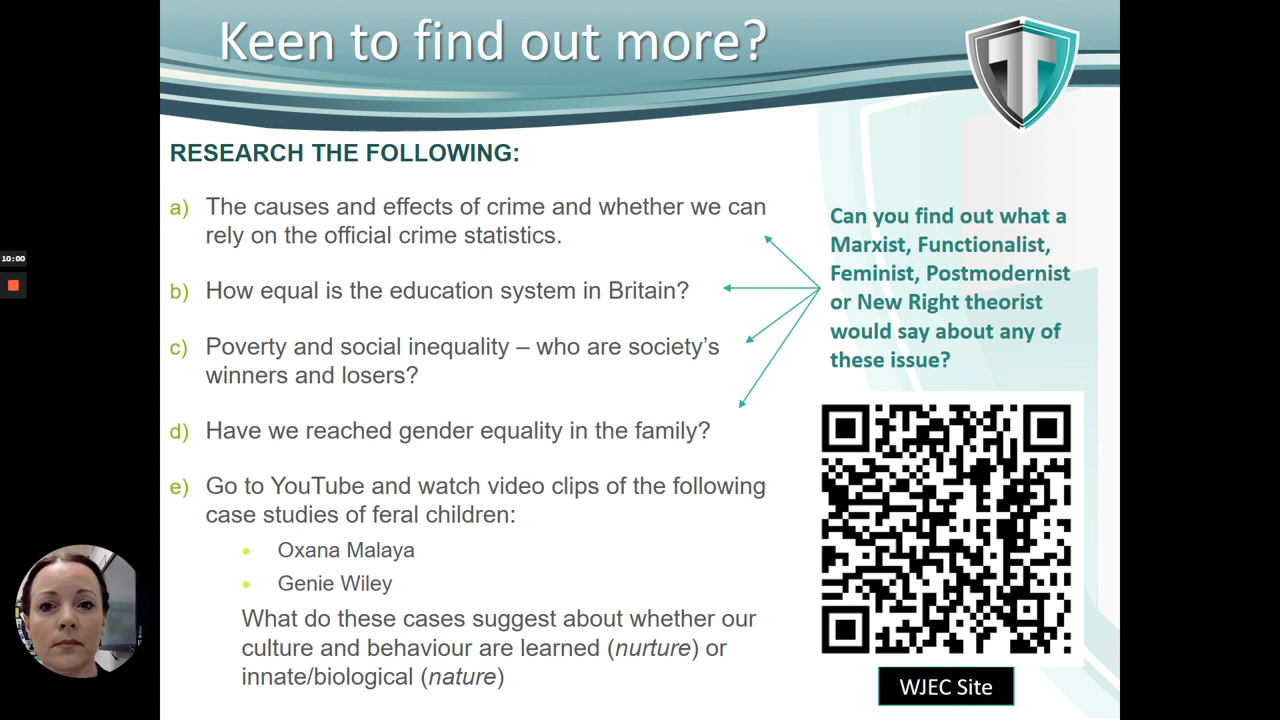 Keen to find out more?
RESEARCH THE FOLLOWING:
a) The causes and effects of crime and whether we can
rely on the official crime statistics.
b) How equal is the education system in Britain?
c) Poverty and social inequality – who are society's
winners and losers?
d) Have we reached gender equality in the family?
e) Go to YouTube and watch video clips of the following
case studies of feral children:
• Oxana Malaya
• Genie Wiley
What do these cases suggest about whether our
culture and behaviour are learned (nurture) or
innate/biological (nature)
Can you find out what a
Marxist, Functionalist,
Feminist, Postmodernist
or New Right theorist
would say about any of
these issue?
WJEC Site
10:00